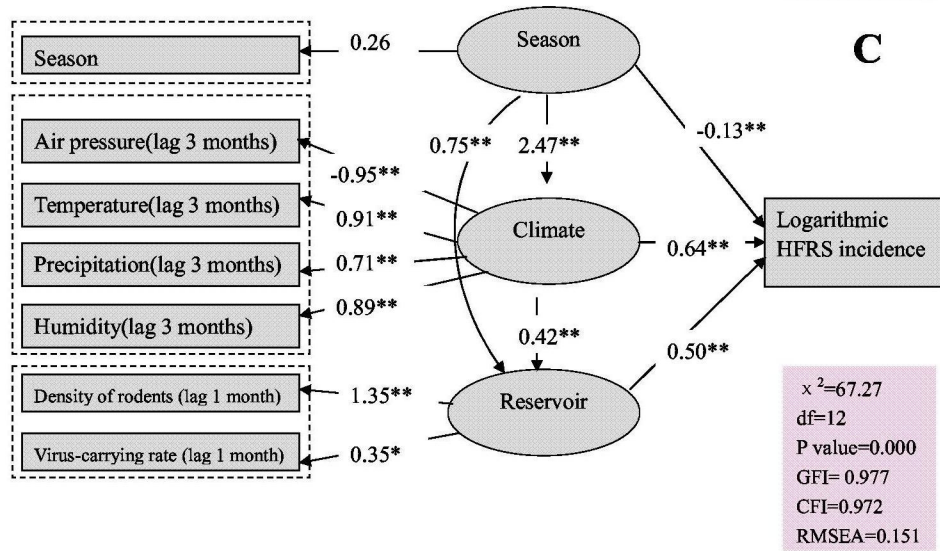 C
Season
0.26
Season
Air pressure(lag 3 months)
-0.95**
Temperature(lag 3 months)
0.91**
Precipitation(lag 3 months)
0.71**
Humidity(lag 3 months)
0.89**
0.75**
2.47**
-0.13**
Climate
0.64**
Logarithmic
HFRS incidence
0.42**
0.50**
Density of rodents (lag 1 month)
1.35**
Reservoir
Virus-carrying rate (lag 1 month)
0.35*
χ²=67.27
df=12
P value=0.000
GFI= 0.977
CFI=0.972
RMSEA=0.151